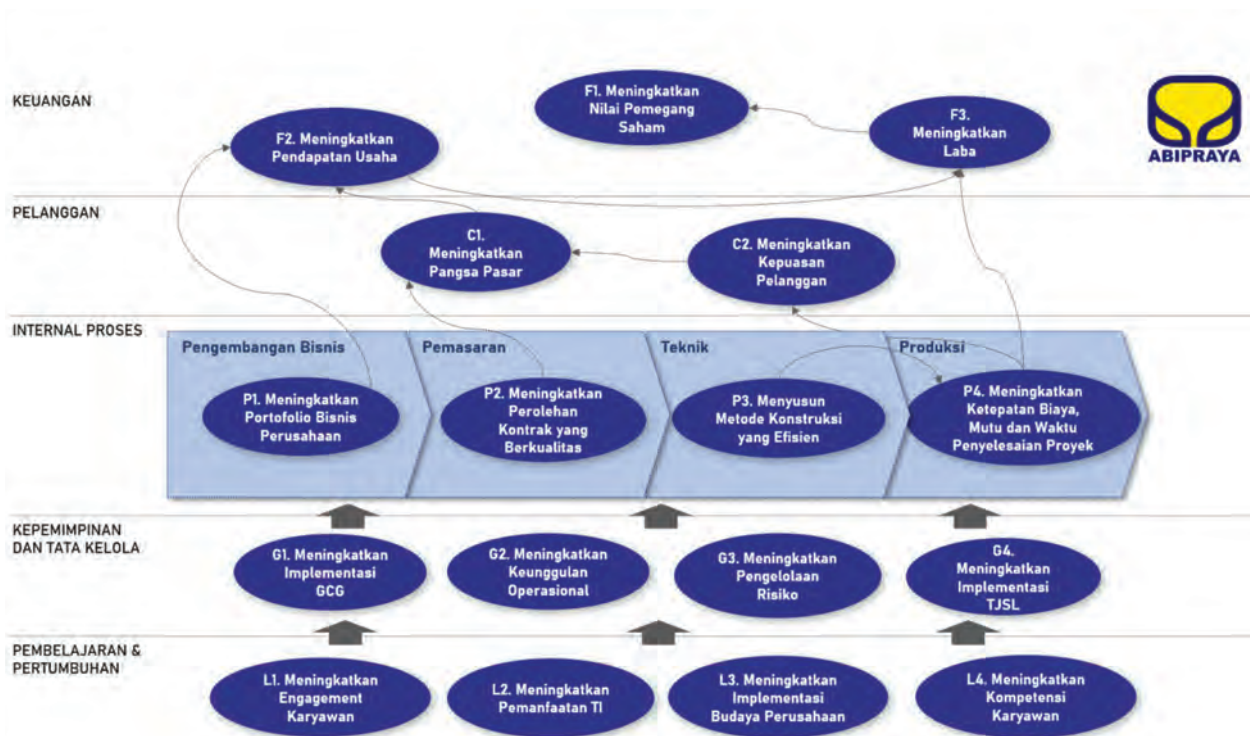 KEUANGAN
F1. Meningkatkan
Nilai Pemegang
Saham
F2. Meningkatkan
Pendapatan Usaha
F3.
Meningkatkan
Laba
ABIPRAYA
PELANGGAN
C1.
Meningkatkan
Pangsa Pasar
C2. Meningkatkan
Kepuasan
Pelanggan
INTERNAL PROSES
Pengembangan Bisnis
Pemasaran
Teknik
Produksi
P1. Meningkatkan
Portofolio Bisnis
Perusahaan
P2. Meningkatkan
Perolehan
Kontrak yang
Berkualitas
P3. Menyusun
Metode Konstruksi
yang Efisien
P4. Meningkatkan
Ketepatan Biaya,
Mutu dan Waktu
Penyelesaian Proyek
KEPEMIMPINAN
DAN TATA KELOLA
G1. Meningkatkan
Implementasi
GCG
G2. Meningkatkan
Keunggulan
Operasional
G3. Meningkatkan
Pengelolaan
Risiko
G4.
Meningkatkan
Implementasi
TJSL
PEMBELAJARAN &
PERTUMBUHAN
L1. Meningkatkan
Engagement
Karyawan
L2. Meningkatkan
Pemanfaatan TI
L3. Meningkatkan
Implementasi
Budaya Perusahaan
L4. Meningkatkan
Kompetensi
Karyawan